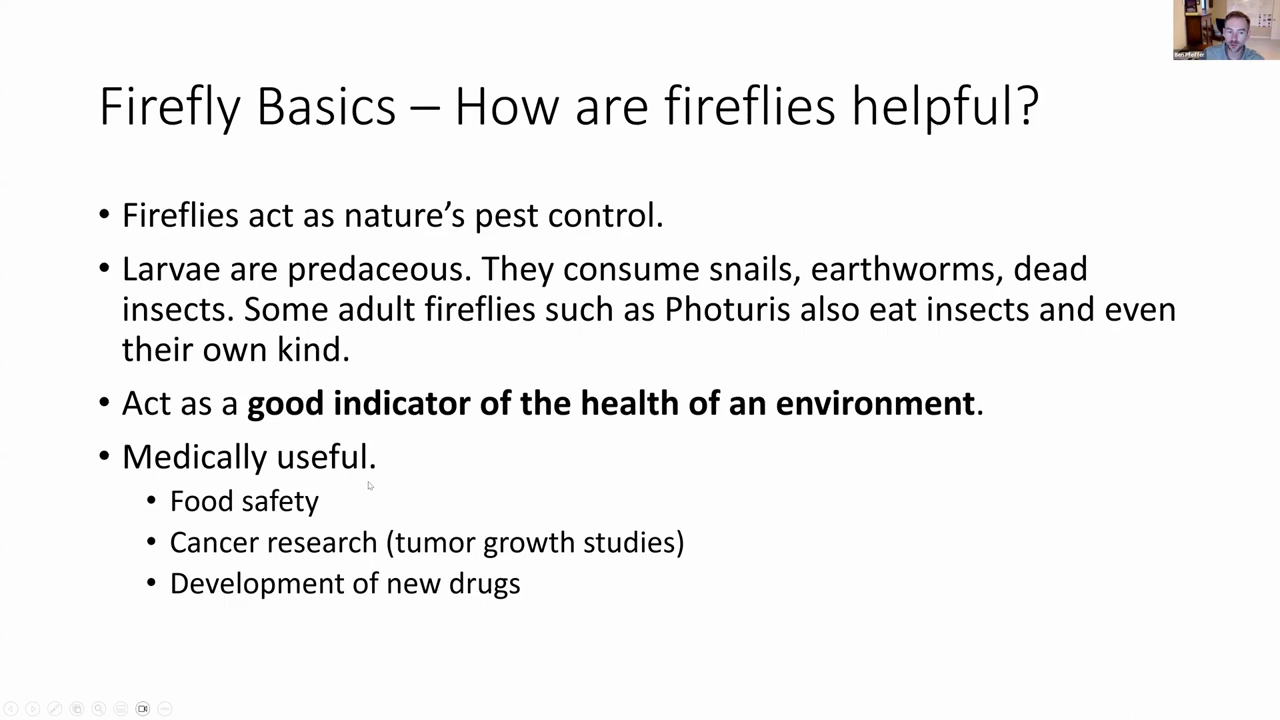 Ben Pfeiffer
Firefly Basics – How are fireflies helpful?
• Fireflies act as nature’s pest control.
• Larvae are predaceous. They consume snails, earthworms, dead
insects. Some adult fireflies such as Photuris also eat insects and even
their own kind.
• Act as a good indicator of the health of an environment.
• Medically useful.
• Food safety
• Cancer research (tumor growth studies)
• Development of new drugs